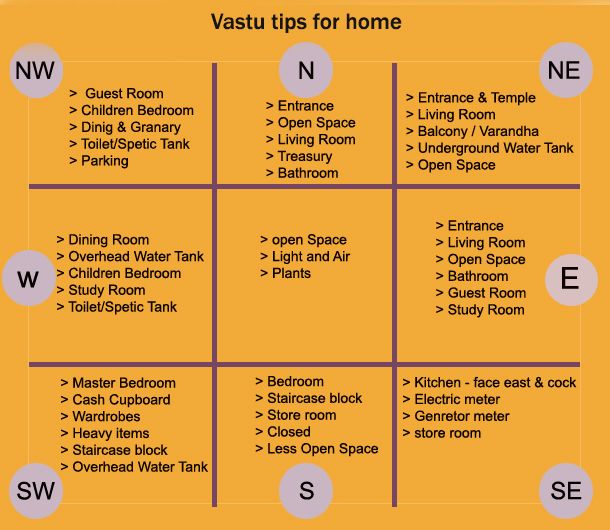 Vastu tips for home
NW
> Guest Room
> Children Bedroom
> Dinig & Granary
> Toilet/Spetic Tank
> Parking
N
> Entrance
> Open Space
> Living Room
> Treasury
> Bathroom
NE
> Entrance & Temple
> Living Room
> Balcony / Varandha
> Underground Water Tank
> Open Space
w
> Dining Room
> Overhead Water Tank
> Children Bedroom
> Study Room
> Toilet/Spetic Tank
> open Space
> Light and Air
> Plants
E
> Entrance
> Living Room
> Open Space
> Bathroom
> Guest Room
> Study Room
> Master Bedroom
> Cash Cupboard
> Wardrobes
> Heavy items
> Staircase block
> Overhead Water Tank
SW
> Bedroom
> Staircase block
> Store room
> Closed
> Less Open Space
S
> Kitchen - face east & cock
> Electric meter
> Genretor meter
> store room
SE